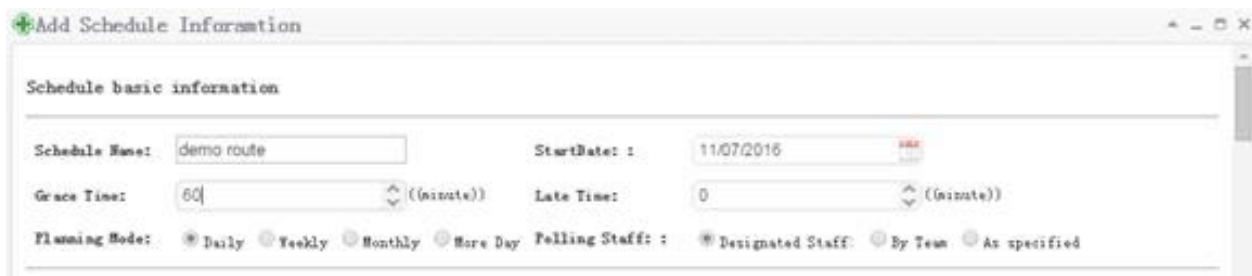 Add Schedule Inforamtion
Schedule basic information
Schedule Name: demo route StartDate: : 11/07/2016
Grace Time: 60 ((minute)) Late Time: 0 ((minute))
Planning Mode: Daily Weekly Monthly More Day Polling Staff: : Designated Staff By Team As specified